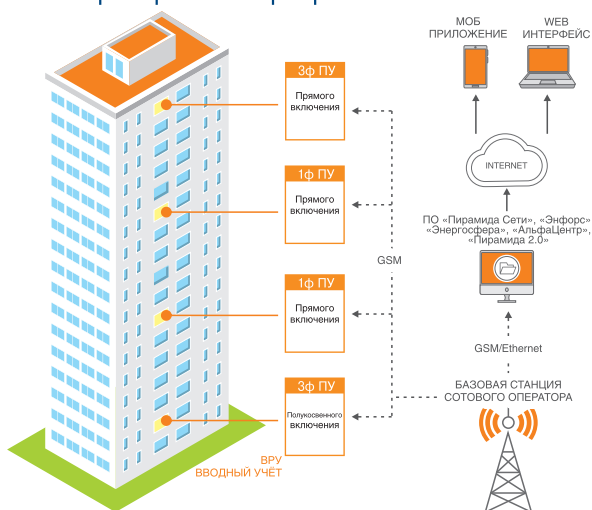 МОБ
ПРИЛОЖЕНИЕ
WEB
ИНТЕРФЕЙС
3ф ПУ
Прямого
включения
1ф ПУ
Прямого
включения
INTERNET
ПО «Пирамида Сети», «Энфорс»
«Энергосфера», «АльфаЦентр»,
«Пирамида 2.0»
GSM
1ф ПУ
Прямого
включения
GSM/Ethernet
3ф ПУ
Полукосвенного
включения
БАЗОВАЯ СТАНЦИЯ
СОТОВОГО ОПЕРАТОРА
ВРУ
ВВОДНЫЙ УЧЁТ